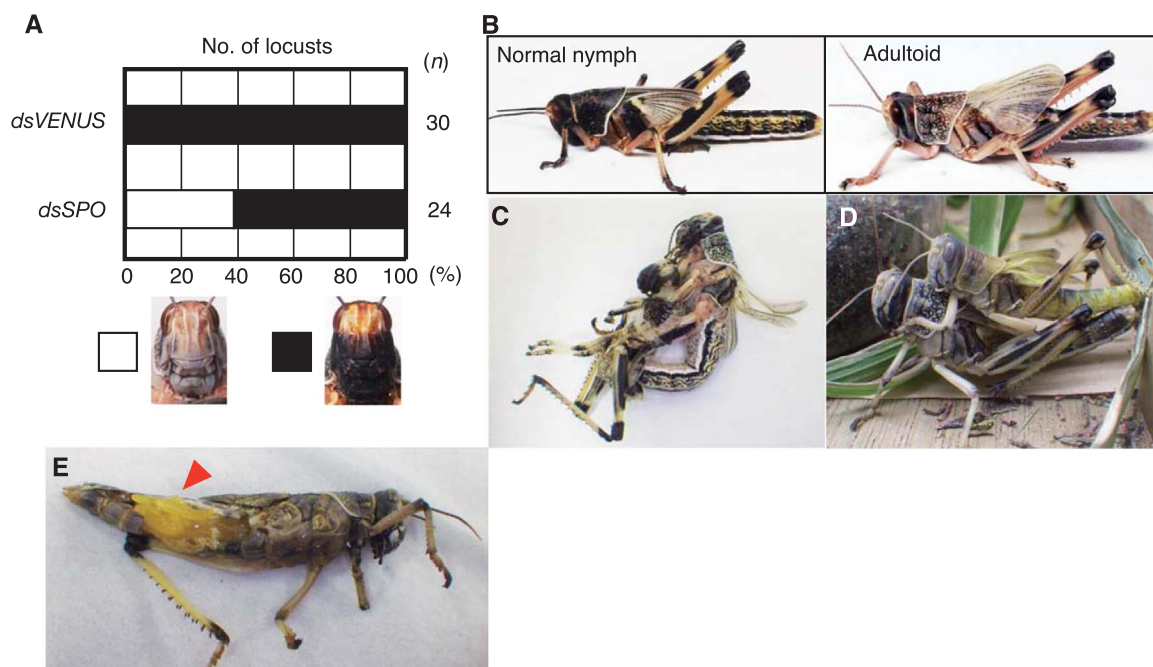 A
No. of locusts
(n)
dsVENUS
30
dsSPO
24
0 20 40 60 80 100 (%)
B
Normal nymph
Adultoid
C
D
E